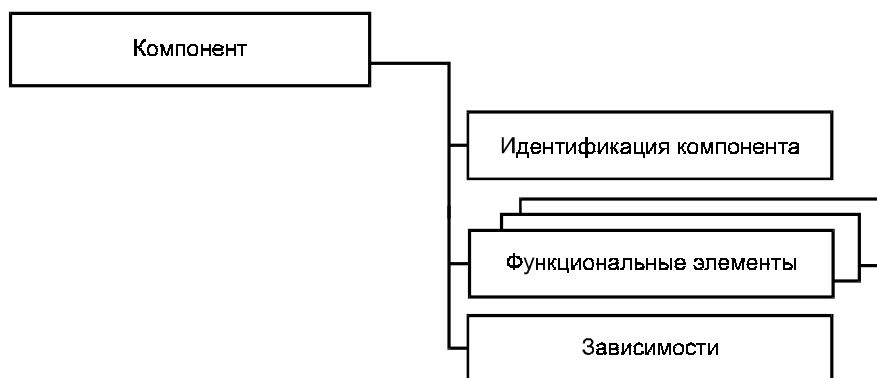 Компонент
Идентификация компонента
Функциональные элементы
Зависимости